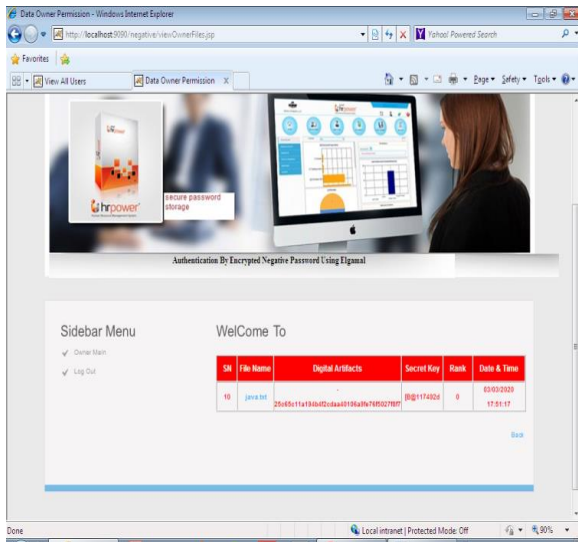 Data Owner Permission - Windows Internet Explorer
http://localhost:9090/negative/viewOwnerFiles.jsp
Yahoo! Powered Search
Favorites
View All Users
Data Owner Permission X
Page Safety Tools
secure password
storage
hrpower
hrpower
Authentication By Encrypted Negative Password Using Elgamal
Sidebar Menu
Owner Main
Log Out
WelCome To
SN File Name Digital Artifacts Secret Key Rank Date & Time
10 java.txt - [B@117402d 0 03/03/2020
17:51:17
Back
Done
Local intranet | Protected Mode: Off
90%